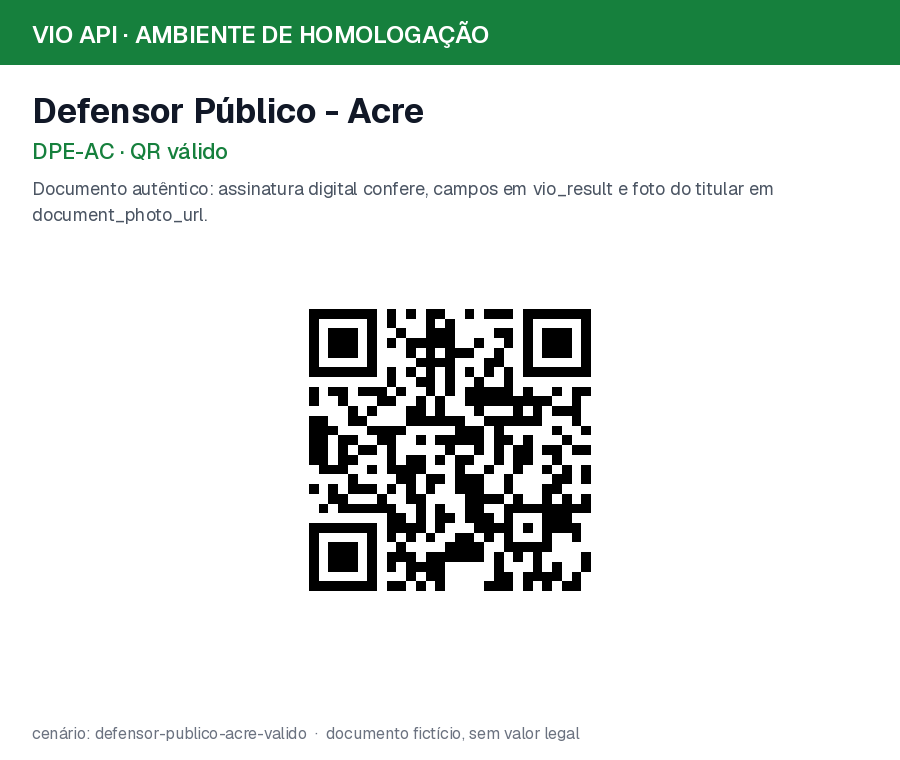 VIO API · AMBIENTE DE HOMOLOGAÇÃO
Defensor Público - Acre
DPE-AC · QR válido
Documento autêntico: assinatura digital confere, campos em vio_result e foto do titular em
document_photo_url.
cenário: defensor-publico-acre-valido · documento fictício, sem valor legal